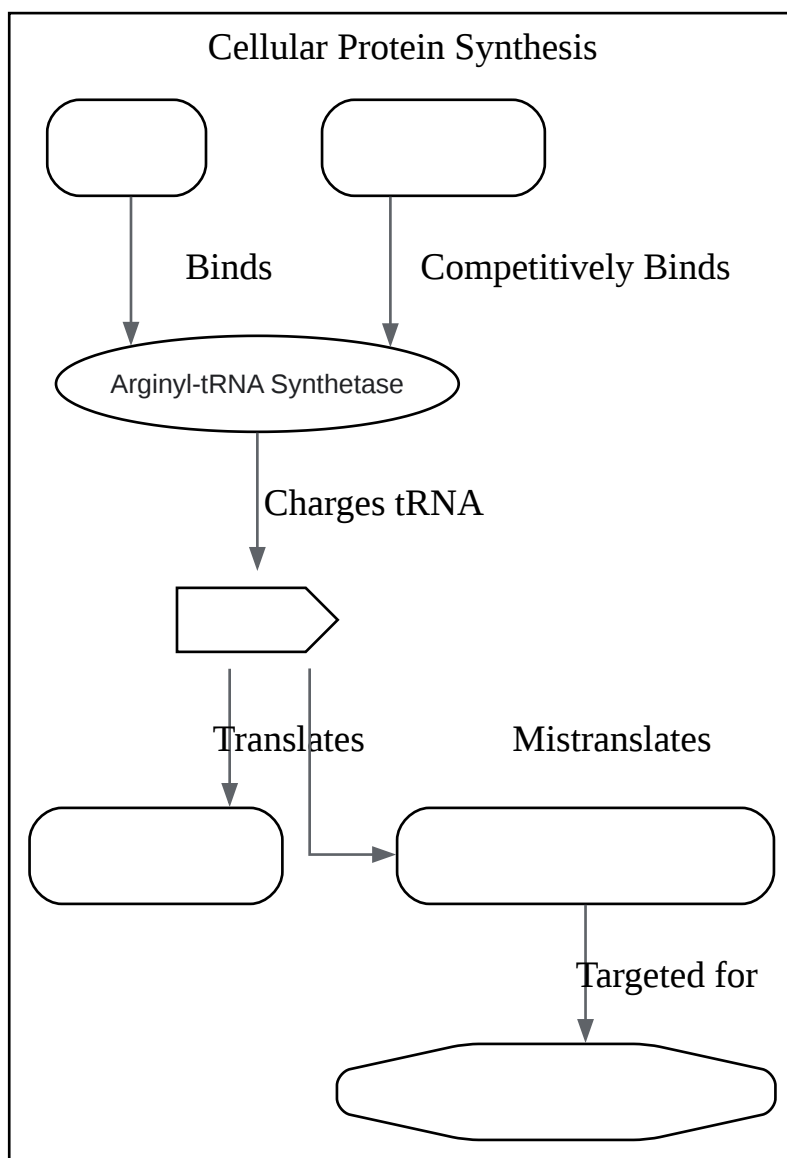 Cellular Protein Synthesis
Binds
Competitively Binds
Arginyl-tRNA Synthetase
Charges tRNA
Translates
Mistranslates
Targeted for